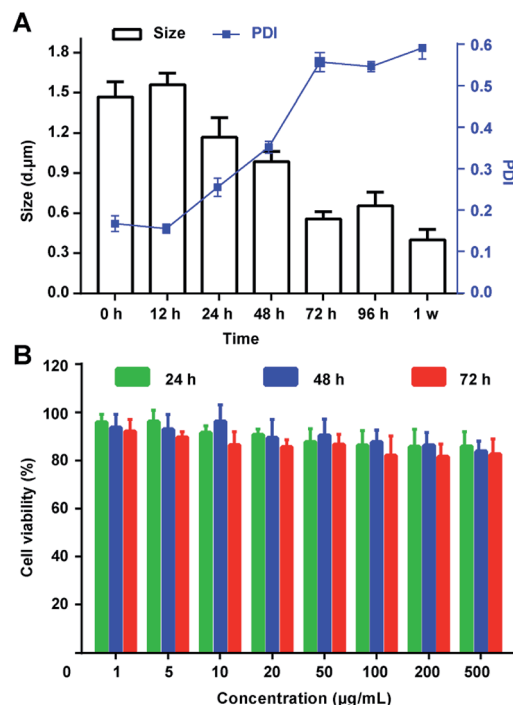 A
Size PDI
1.8
1.5
1.2
0.9
0.6
0.3
0.0
Size (d.μm)
0.6
0.5
0.4
0.3
0.2
0.1
0.0
PDI
0 h 12 h 24 h 48 h 72 h 96 h 1 w
Time
B
24 h 48 h 72 h
120
100
80
60
40
20
0
Cell viability (%)
1 5 10 20 50 100 200 500
Concentration (μg/mL)